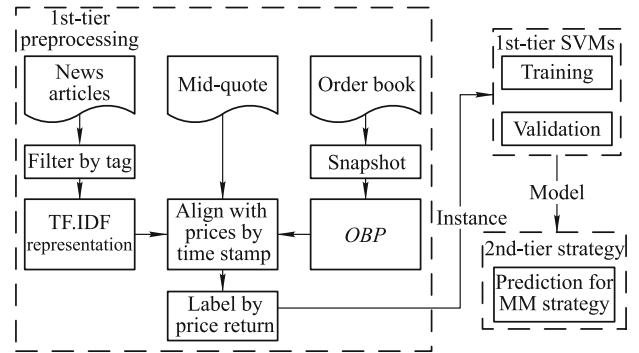 1st-tier
preprocessing
News
articles
Mid-quote
Order book
Filter by tag
Snapshot
TF.IDF
representation
Align with
prices by
time stamp
OBP
Label by
price return
Instance
1st-tier SVMs
Training
Validation
Model
2nd-tier strategy
Prediction for
MM strategy